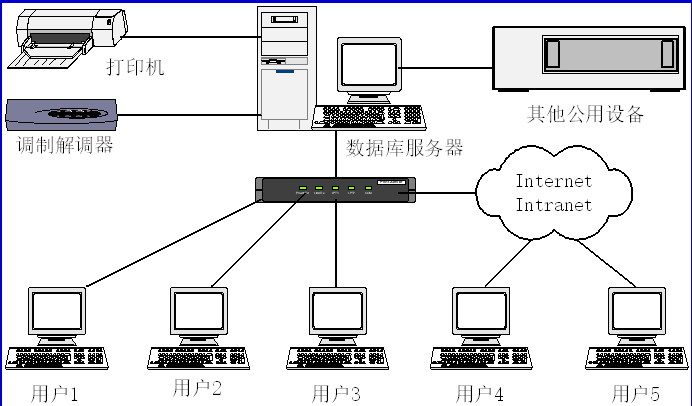 打印机
调制解调器
数据库服务器
其他公用设备
Internet
Intranet
用户1
用户2
用户3
用户4
用户5